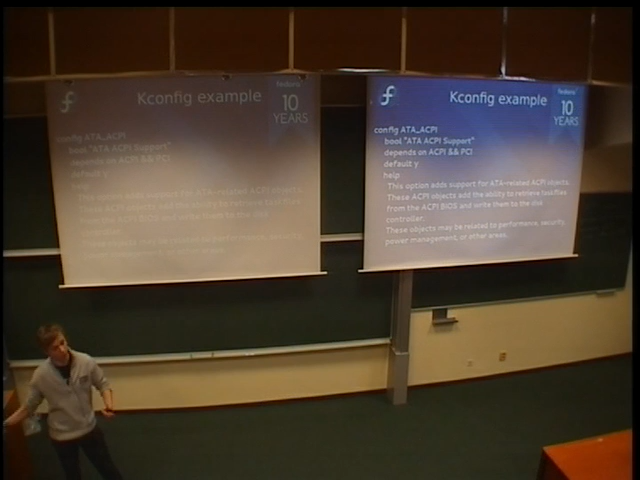 Kconfig example
fedora
10
YEARS
config ATA_ACPI
bool "ATA ACPI Support"
depends on ACPI && PCI
default y
help
Kconfig example
fedora
10
YEARS
config ATA_ACPI
bool "ATA ACPI Support"
depends on ACPI && PCI
default y
help
This option adds support for ATA-related ACPI objects.
These ACPI objects add the ability to retrieve taskfiles
from the ACPI BIOS and write them to the disk
controller.
These objects may be related to performance, security,
power management, or other areas.